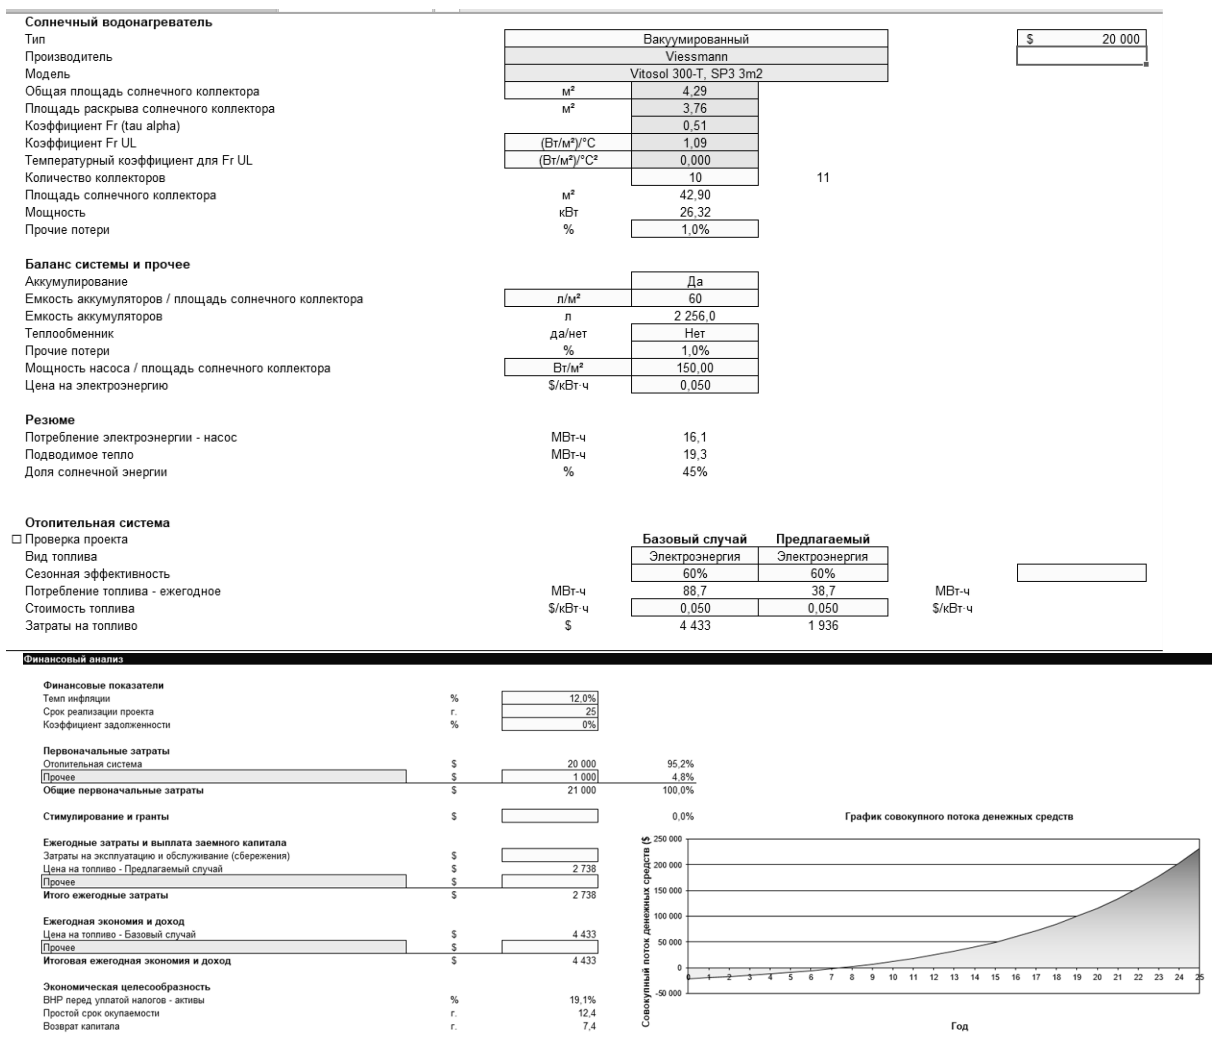 Солнечный водонагреватель
Тип Вакуумированный $ 20 000
Производитель Viessmann
Модель Vitosol 300-T, SP3 3m2
Общая площадь солнечного коллектора м² 4,29
Площадь раскрыва солнечного коллектора м² 3,76
Коэффициент Fr (tau alpha) 0,51
Коэффициент Fr UL (Вт/м²)/°C 1,09
Температурный коэффициент для Fr UL (Вт/м²)/°C² 0,000
Количество коллекторов 10 11
Площадь солнечного коллектора м² 42,90
Мощность кВт 26,32
Прочие потери % 1,0%
Баланс системы и прочее
Аккумулирование Да
Емкость аккумуляторов / площадь солнечного коллектора л/м² 60
Емкость аккумуляторов л 2 256,0
Теплообменник да/нет Нет
Прочие потери % 1,0%
Мощность насоса / площадь солнечного коллектора Вт/м² 150,00
Цена на электроэнергию $/кВт·ч 0,050
Резюме
Потребление электроэнергии - насос МВт-ч 16,1
Подводимое тепло МВт-ч 19,3
Доля солнечной энергии % 45%
Отопительная система
Проверка проекта Базовый случай Предлагаемый
Вид топлива Электроэнергия Электроэнергия
Сезонная эффективность 60% 60%
Потребление топлива - ежегодное МВт-ч 88,7 38,7 МВт-ч
Стоимость топлива $/кВт·ч 0,050 0,050 $/кВт·ч
Затраты на топливо $ 4 433 1 936
Финансовый анализ
Финансовые показатели
Темп инфляции % 12,0%
Срок реализации проекта г. 25
Коэффициент задолженности % 0%
Первоначальные затраты
Отопительная система $ 20 000 95,2%
Прочее $ 1 000 4,8%
Общие первоначальные затраты $ 21 000 100,0%
Стимулирование и гранты $ 0,0%
Ежегодные затраты и выплата заемного капитала
Затраты на эксплуатацию и обслуживание (сбережения) $
Цена на топливо - Предлагаемый случай $ 2 738
Прочее $
Итого ежегодные затраты $ 2 738
Ежегодная экономия и доход
Цена на топливо - Базовый случай $ 4 433
Прочее $
Итоговая ежегодная экономия и доход $ 4 433
Экономическая целесообразность
ВНР перед уплатой налогов - активы % 19,1%
Простой срок окупаемости г. 12,4
Возврат капитала г. 7,4
График совокупного потока денежных средств
Совокупный поток денежных средств ($
250 000
200 000
150 000
100 000
50 000
0
-50 000
0 1 2 3 4 5 6 7 8 9 10 11 12 13 14 15 16 17 18 19 20 21 22 23 24 25
Год